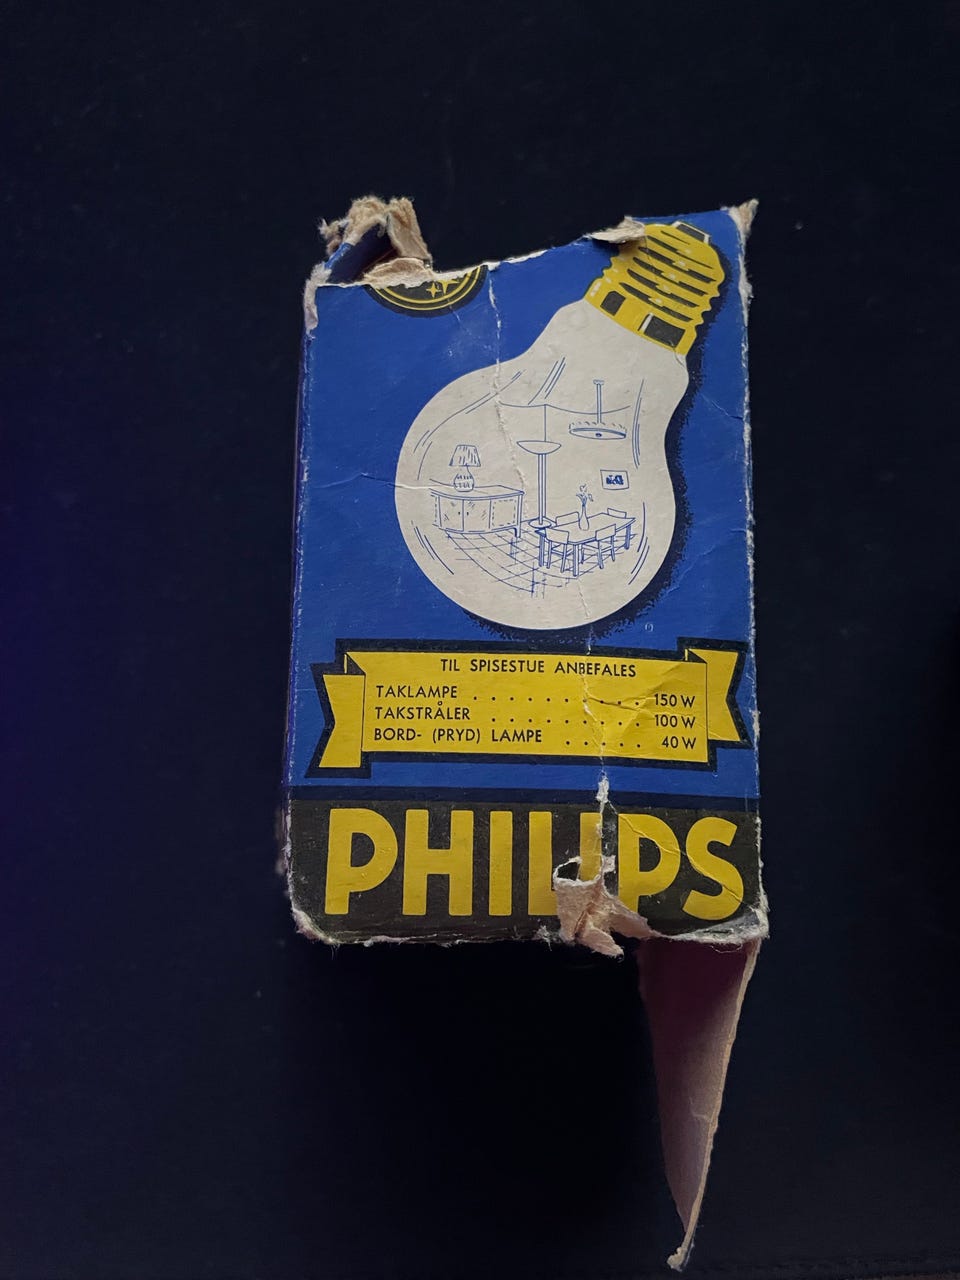 TIL SPISESTUE ANBEFALES
TAKLAMPE . . . . . . . . . 150 W
TAKSTRÅLER . . . . . . . . . 100 W
BORD- (PRYD) LAMPE . . . . . 40 W
PHILIPS